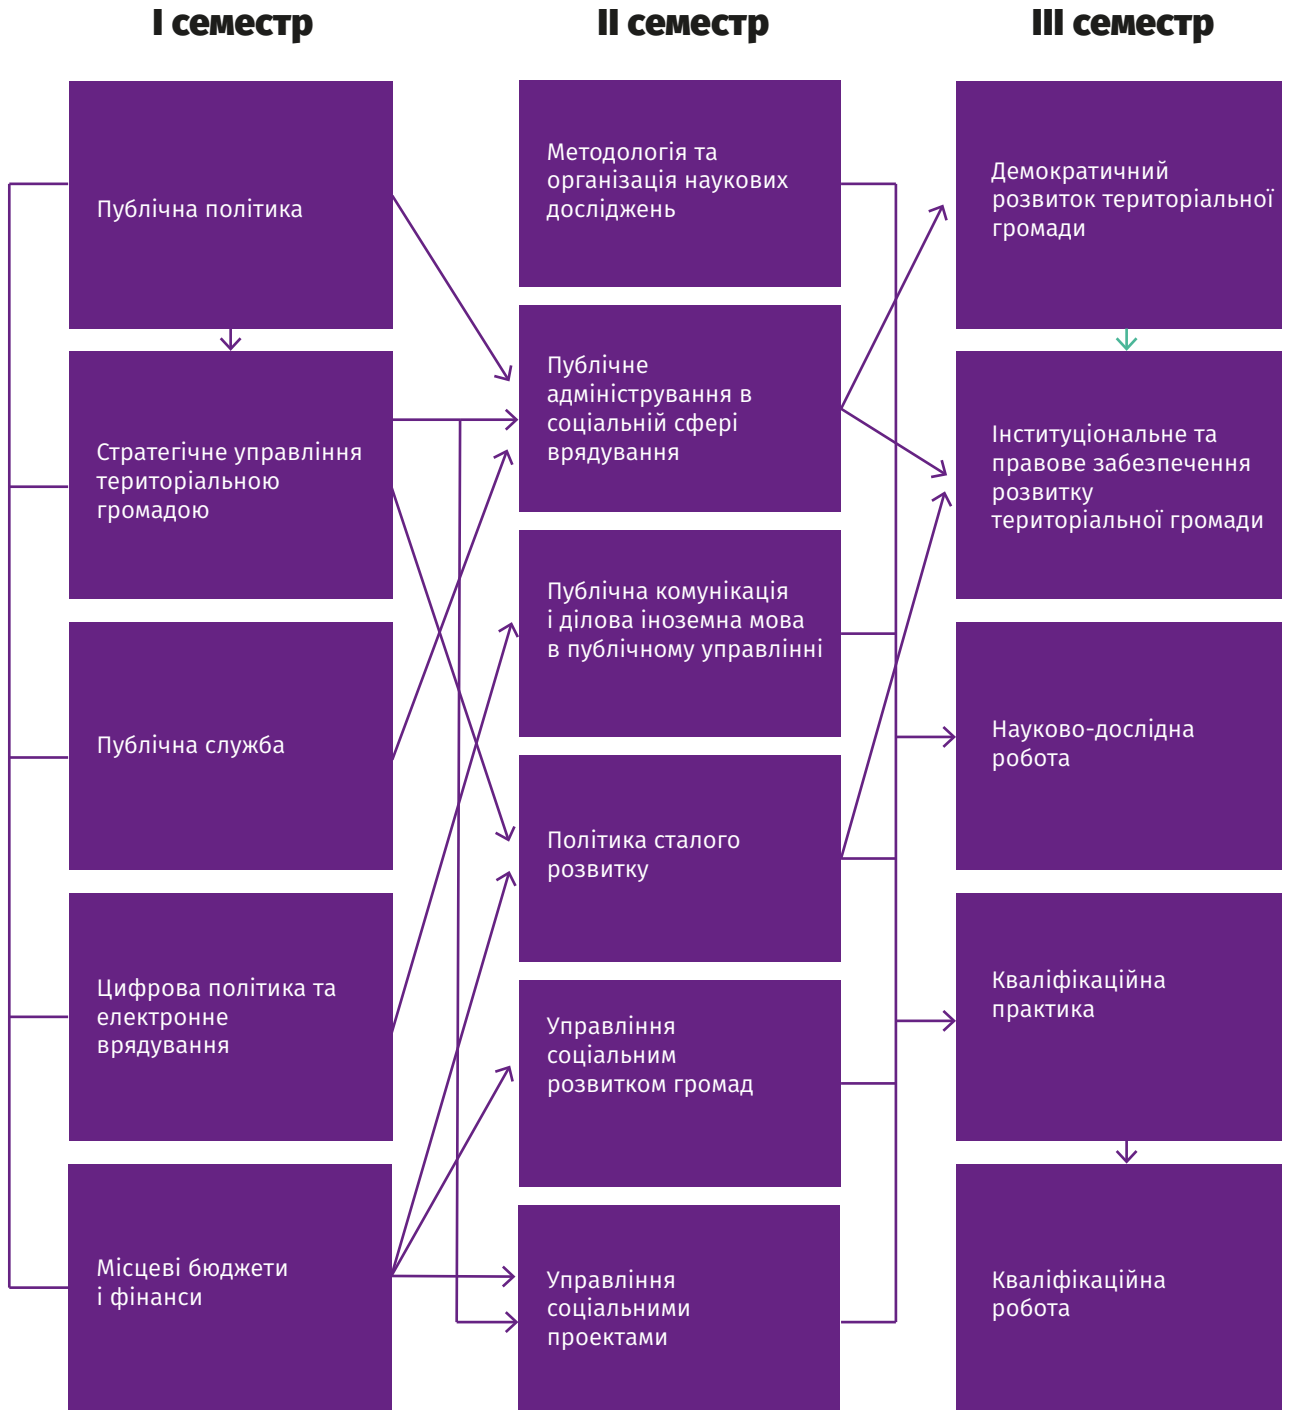 І семестр
Публічна політика
Стратегічне управління
територіальною
громадою
Публічна служба
Цифрова політика та
електронне
врядування
Місцеві бюджети
і фінанси
ІІ семестр
Методологія та
організація наукових
досліджень
Публічне
адміністрування в
соціальній сфері
врядування
Публічна комунікація
і ділова іноземна мова
в публічному управлінні
Політика сталого
розвитку
Управління
соціальним
розвитком громад
Управління
соціальними
проектами
ІІІ семестр
Демократичний
розвиток територіальної
громади
Інституціональне та
правове забезпечення
розвитку
територіальної громади
Науково-дослідна
робота
Кваліфікаційна
практика
Кваліфікаційна
робота